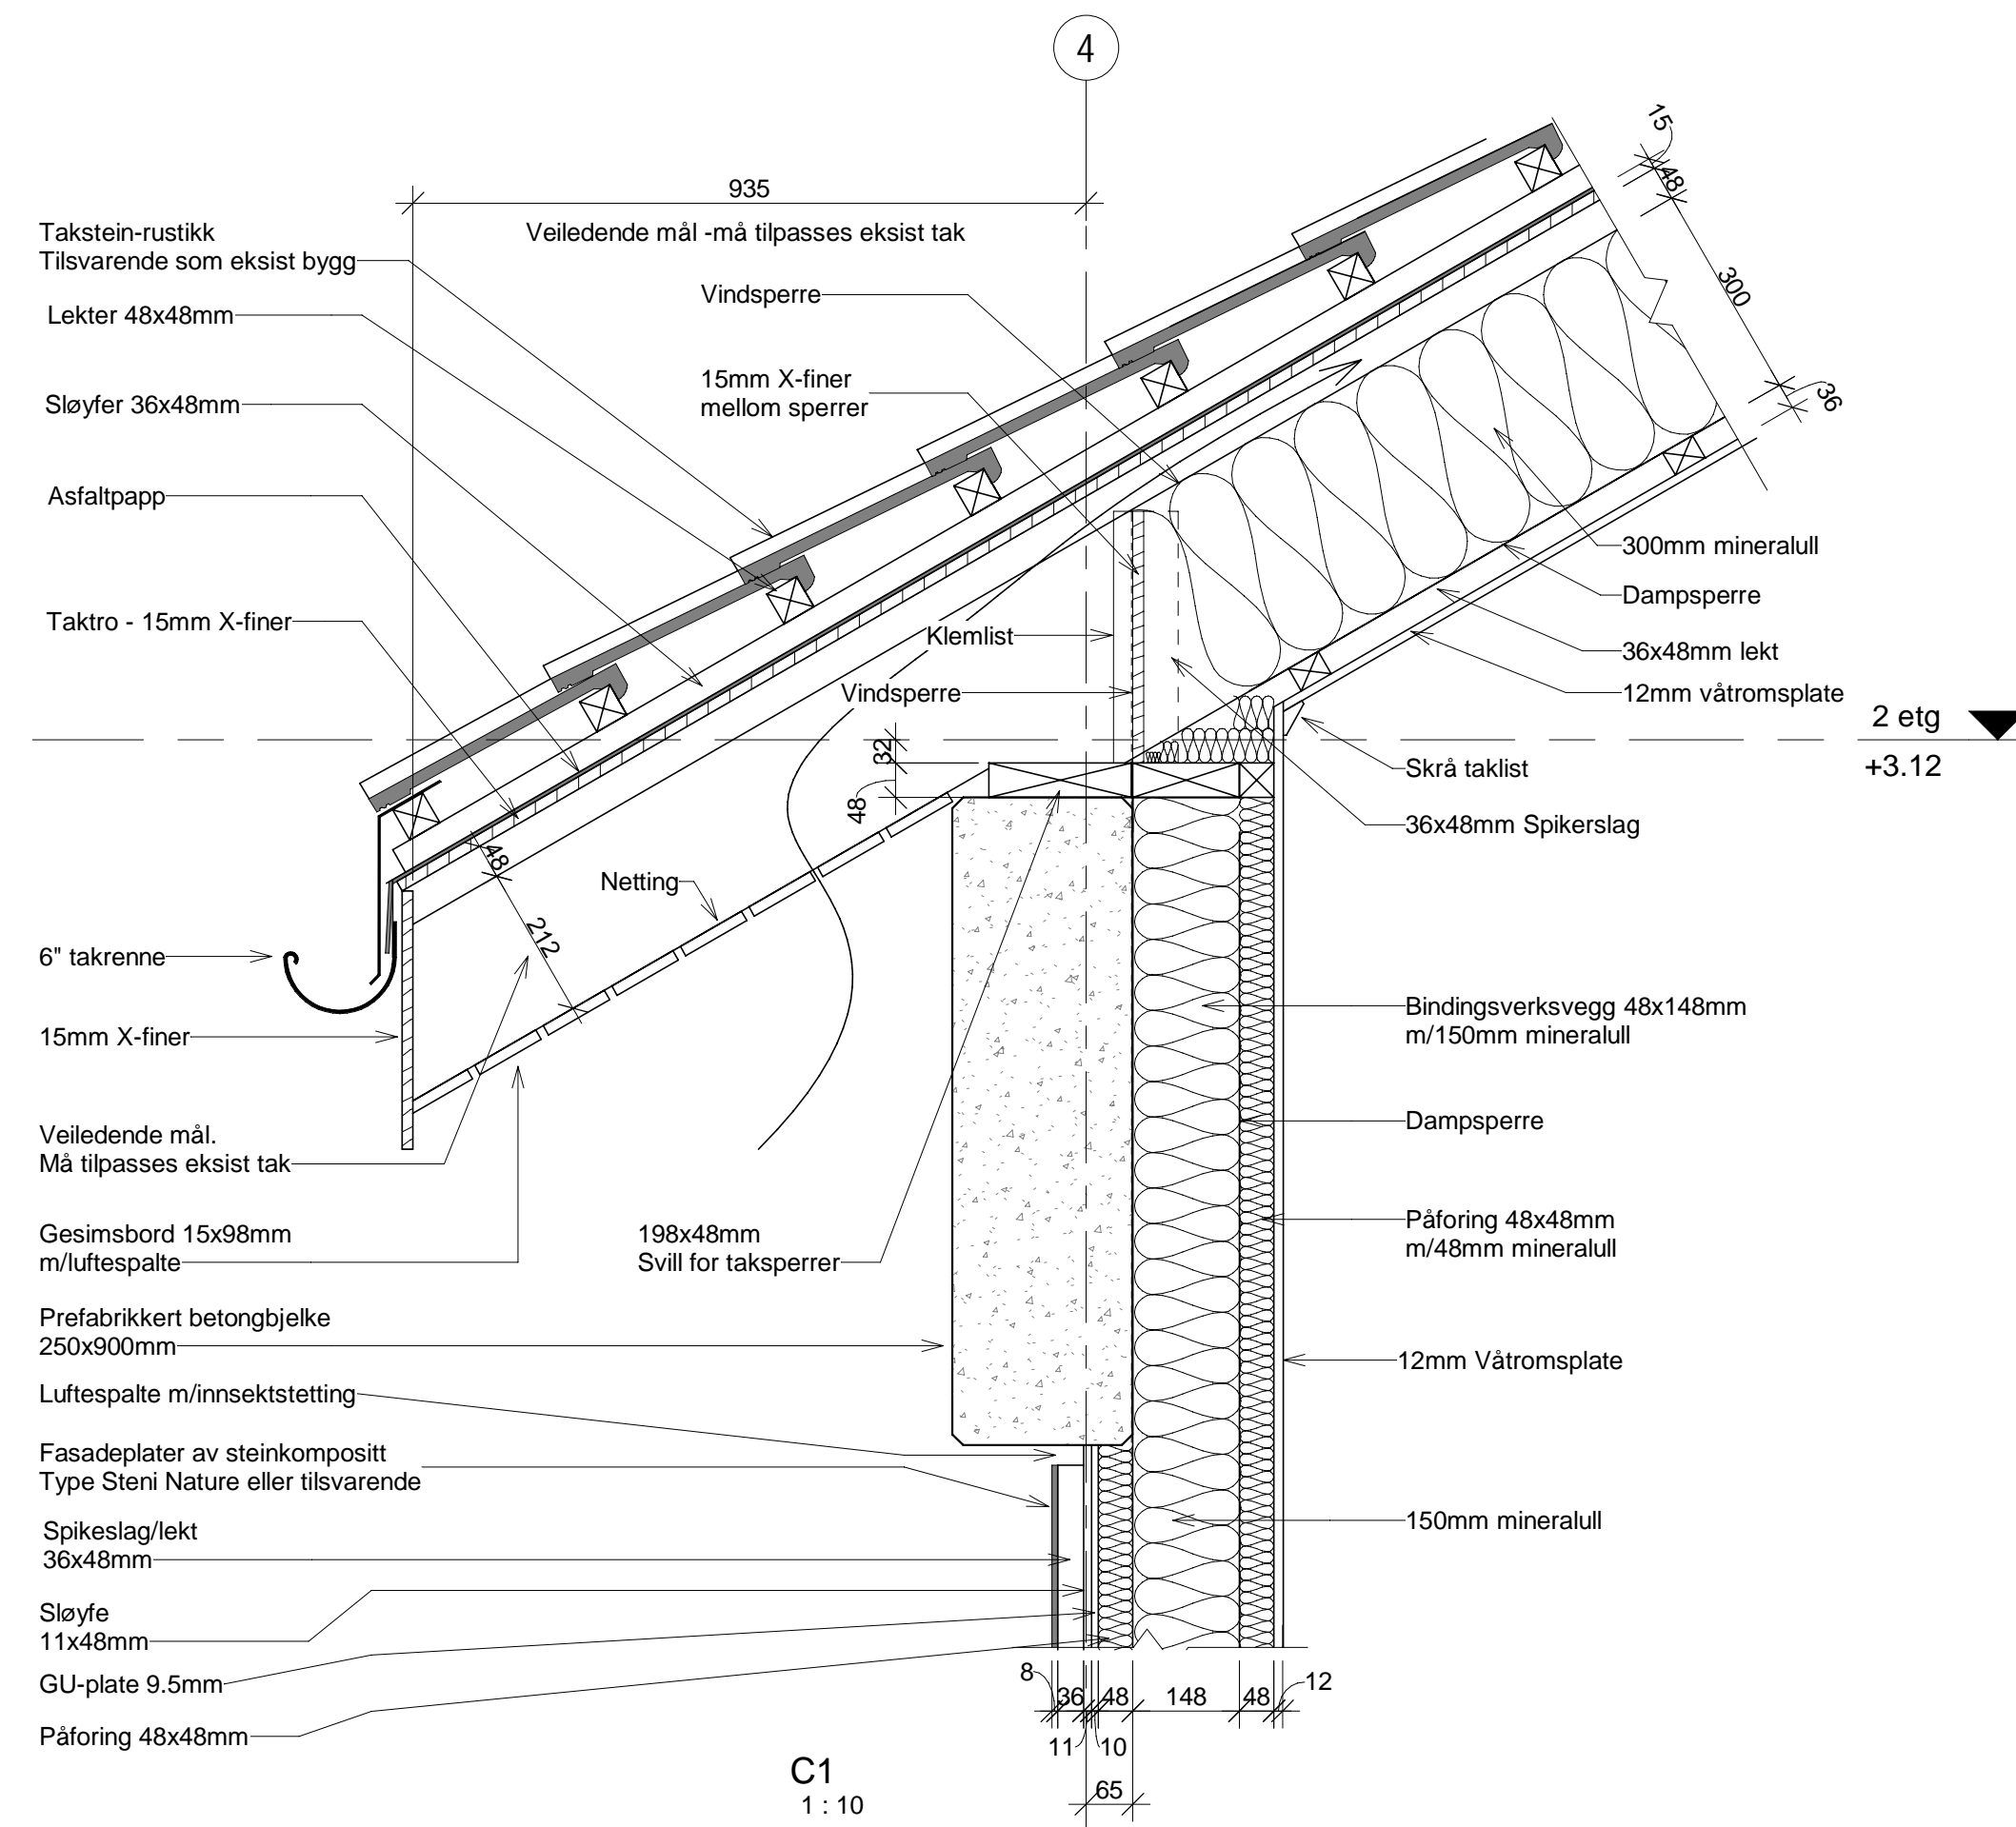 4
935
Veiledende mål -må tilpasses eksist tak
Takstein-rustikk
Tilsvarende som eksist bygg
Lekter 48x48mm
Sløyfer 36x48mm
Asfaltpapp
Taktro - 15mm X-finer
Vindsperre
15mm X-finer
mellom sperrer
Klemlist
Vindsperre
15
48
300
36
300mm mineralull
Dampsperre
36x48mm lekt
12mm våtromsplate
2 etg
+3.12
Skrå taklist
36x48mm Spikerslag
32
48
48
212
Netting
6" takrenne
15mm X-finer
Veiledende mål.
Må tilpasses eksist tak
Gesimsbord 15x98mm
m/luftespalte
198x48mm
Svill for taksperrer
Prefabrikkert betongbjelke
250x900mm
Luftespalte m/innsektstetting
Fasadeplater av steinkompositt
Type Steni Nature eller tilsvarende
Spikeslag/lekt
36x48mm
Sløyfe
11x48mm
GU-plate 9.5mm
Påforing 48x48mm
Bindingsverksvegg 48x148mm
m/150mm mineralull
Dampsperre
Påforing 48x48mm
m/48mm mineralull
12mm Våtromsplate
150mm mineralull
8
36
48
148
48
12
11
10
65
C1
1 : 10